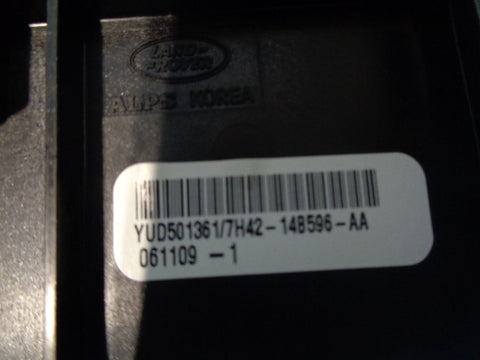 LAND-
ROVER
ALPS KOREA
YUD501361/7H42-14B596-AA
061109 -1